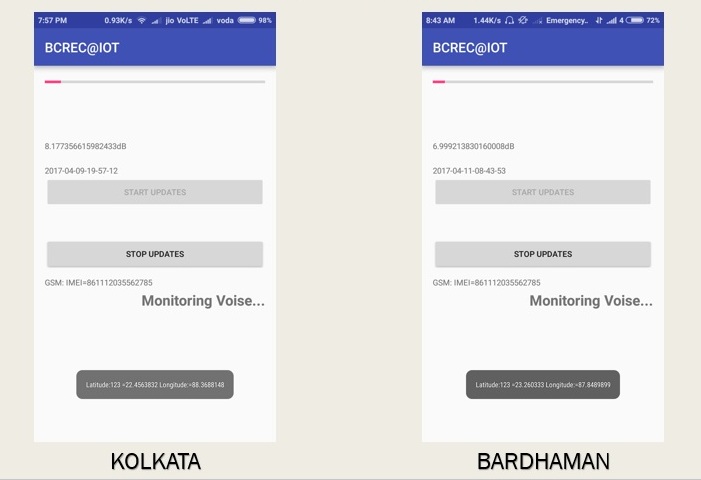 7:57 PM 0.93K/s jio VoLTE voda 98%
BCREC@IOT
8.177356615982433dB
2017-04-09-19-57-12
START UPDATES
STOP UPDATES
GSM: IMEI=861112035562785
Monitoring Voise...
Latitude:123 =22.4563832 Longitude:=88.3688148
KOLKATA
8:43 AM 1.44K/s Emergency.. 4 72%
BCREC@IOT
6.999213830160008dB
2017-04-11-08-43-53
START UPDATES
STOP UPDATES
GSM: IMEI=861112035562785
Monitoring Voise...
Latitude:123 =23.260333 Longitude:=87.8489899
BARDHAMAN